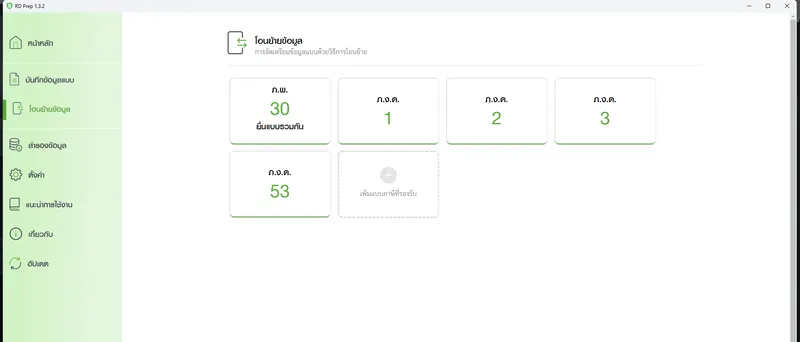 RD Prep 1.3.2
หน้าหลัก
บันทึกข้อมูลแบบ
โอนย้ายข้อมูล
สำรองข้อมูล
ตั้งค่า
แนะนำการใช้งาน
เกี่ยวกับ
อัปเดต
โอนย้ายข้อมูล
การจัดเตรียมข้อมูลแบบด้วยวิธีการโอนย้าย
ภ.พ.
30
ยื่นแบบรวมกัน
ภ.ง.ด.
1
ภ.ง.ด.
2
ภ.ง.ด.
3
ภ.ง.ด.
53
เพิ่มแบบภาษีที่รองรับ